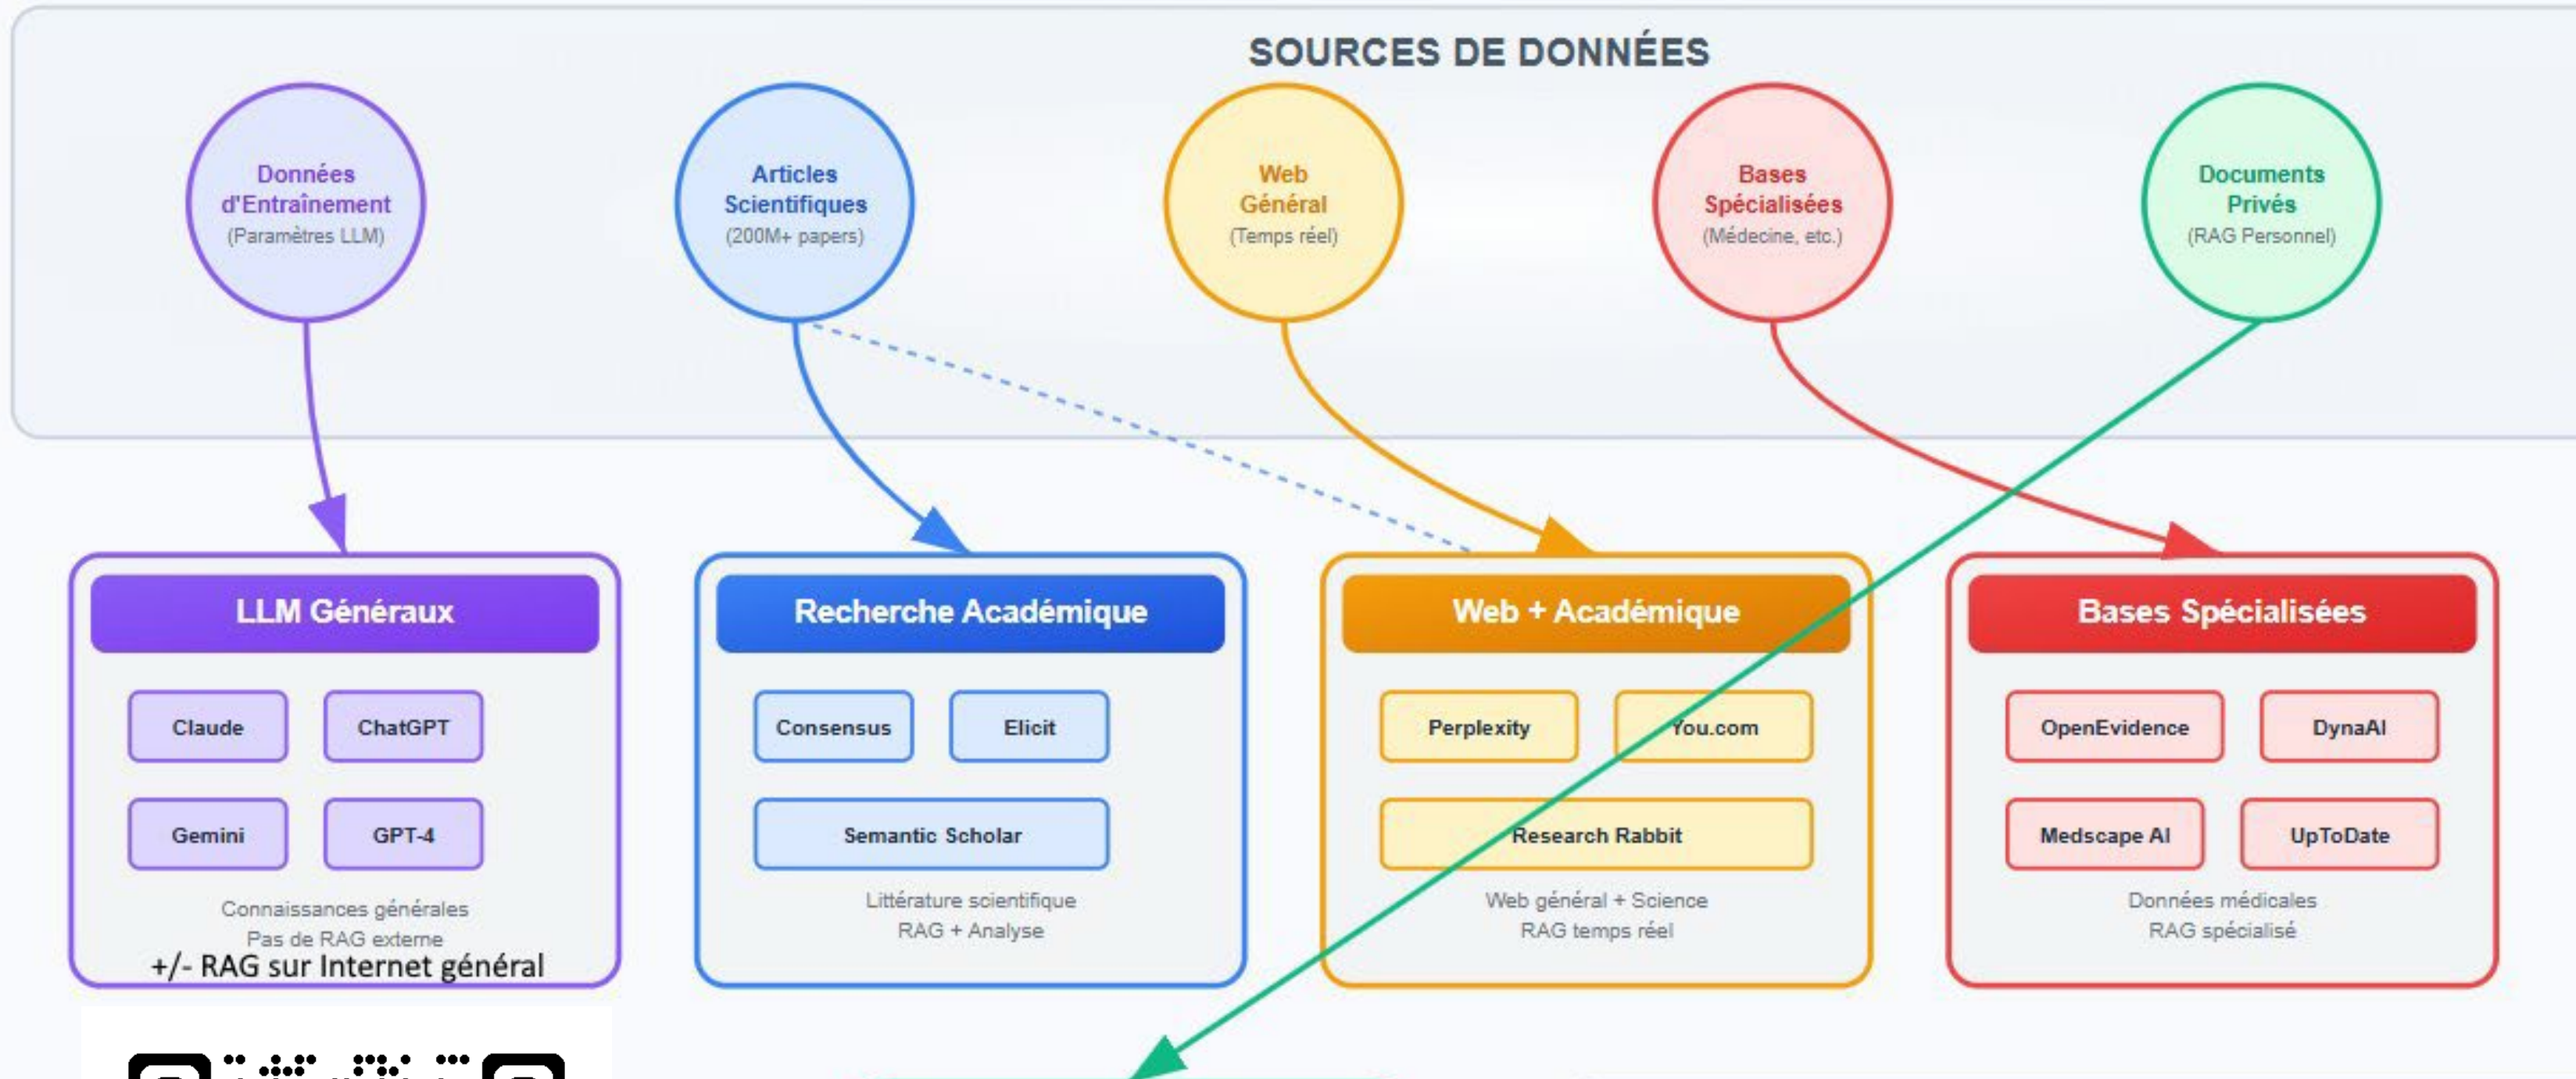 SOURCES DE DONNÉES
Données
d'Entraînement
(Paramètres LLM)
Articles
Scientifiques
(200M+ papers)
Web
Général
(Temps réel)
Bases
Spécialisées
(Médecine, etc.)
Documents
Privés
(RAG Personnel)
LLM Généraux
Claude
ChatGPT
Gemini
GPT-4
Connaissances générales
Pas de RAG externe
+/- RAG sur Internet général
Recherche Académique
Consensus
Elicit
Semantic Scholar
Littérature scientifique
RAG + Analyse
Web + Académique
Perplexity
You.com
Research Rabbit
Web général + Science
RAG temps réel
Bases Spécialisées
OpenEvidence
DynaAI
Medscape AI
UpToDate
Données médicales
RAG spécialisé